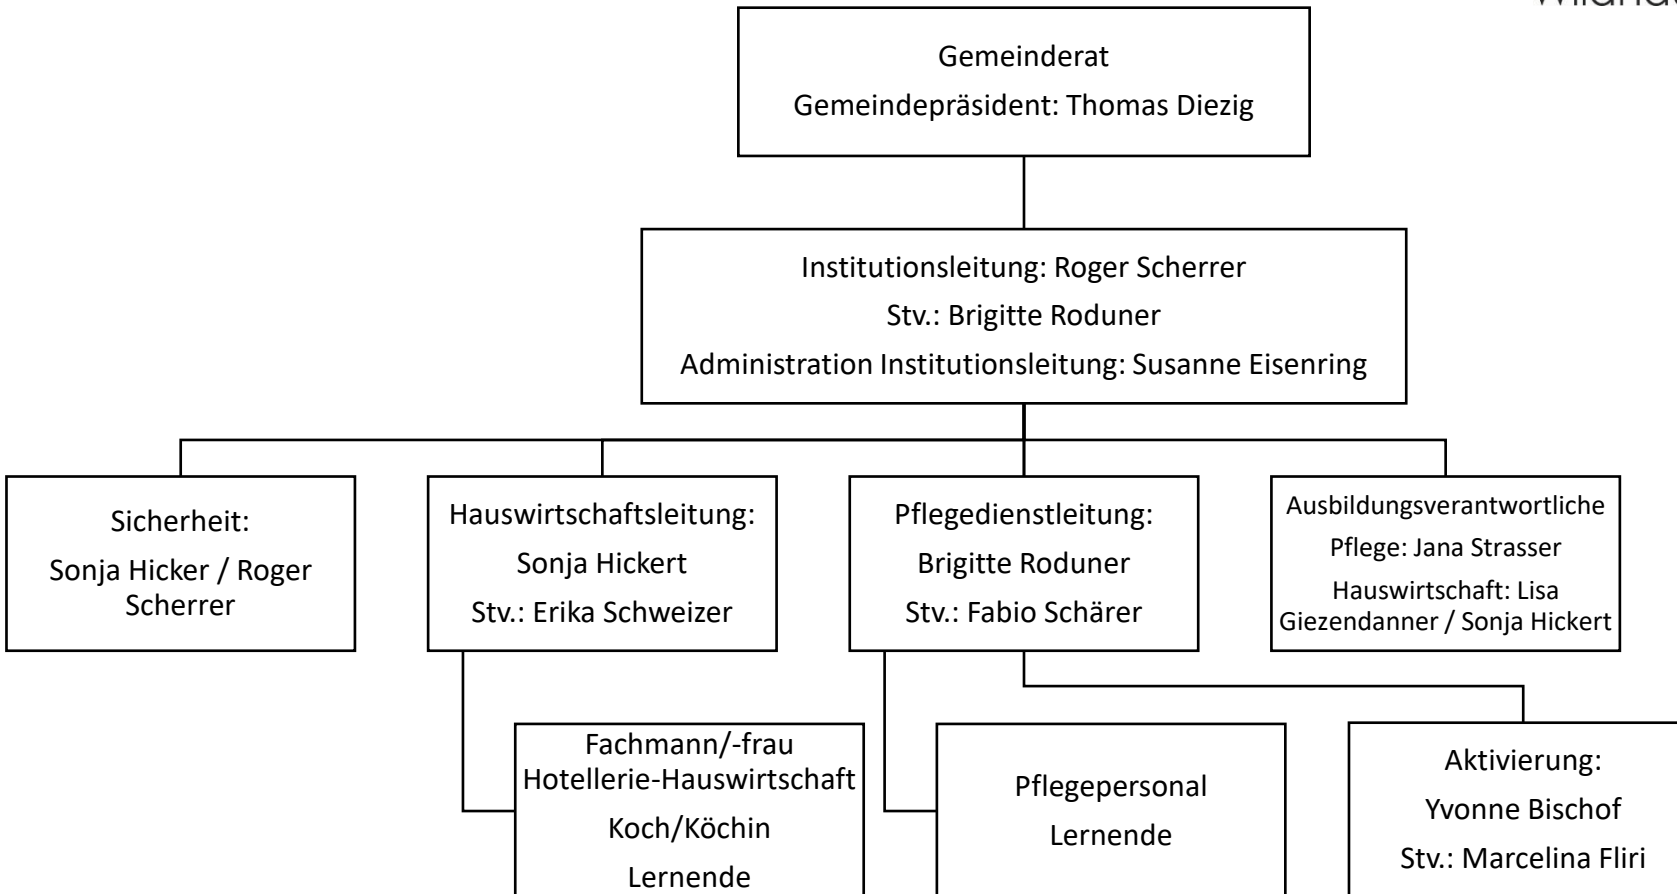 Gemeinderat
Gemeindepräsident: Thomas Diezig
Institutionsleitung: Roger Scherrer
Stv.: Brigitte Roduner
Administration Institutionsleitung: Susanne Eisenring
Sicherheit:
Sonja Hicker / Roger
Scherrer
Hauswirtschaftsleitung:
Sonja Hickert
Stv.: Erika Schweizer
Pflegedienstleitung:
Brigitte Roduner
Stv.: Fabio Schärer
Ausbildungsverantwortliche
Pflege: Jana Strasser
Hauswirtschaft: Lisa
Giezendanner / Sonja Hickert
Fachmann/-frau
Hotellerie-Hauswirtschaft
Koch/Köchin
Lernende
Pflegepersonal
Lernende
Aktivierung:
Yvonne Bischof
Stv.: Marcelina Fliri